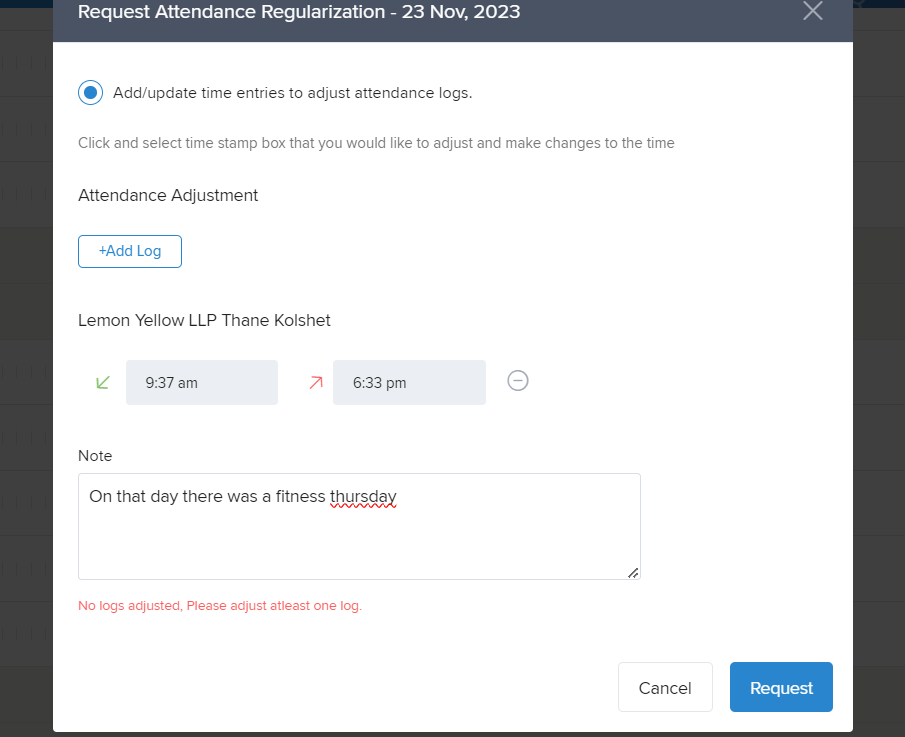 Request Attendance Regularization - 23 Nov, 2023
Add/update time entries to adjust attendance logs.
Click and select time stamp box that you would like to adjust and make changes to the time
Attendance Adjustment
+Add Log
Lemon Yellow LLP Thane Kolshet
9:37 am 6:33 pm
Note
On that day there was a fitness thursday
No logs adjusted, Please adjust atleast one log.
Cancel Request